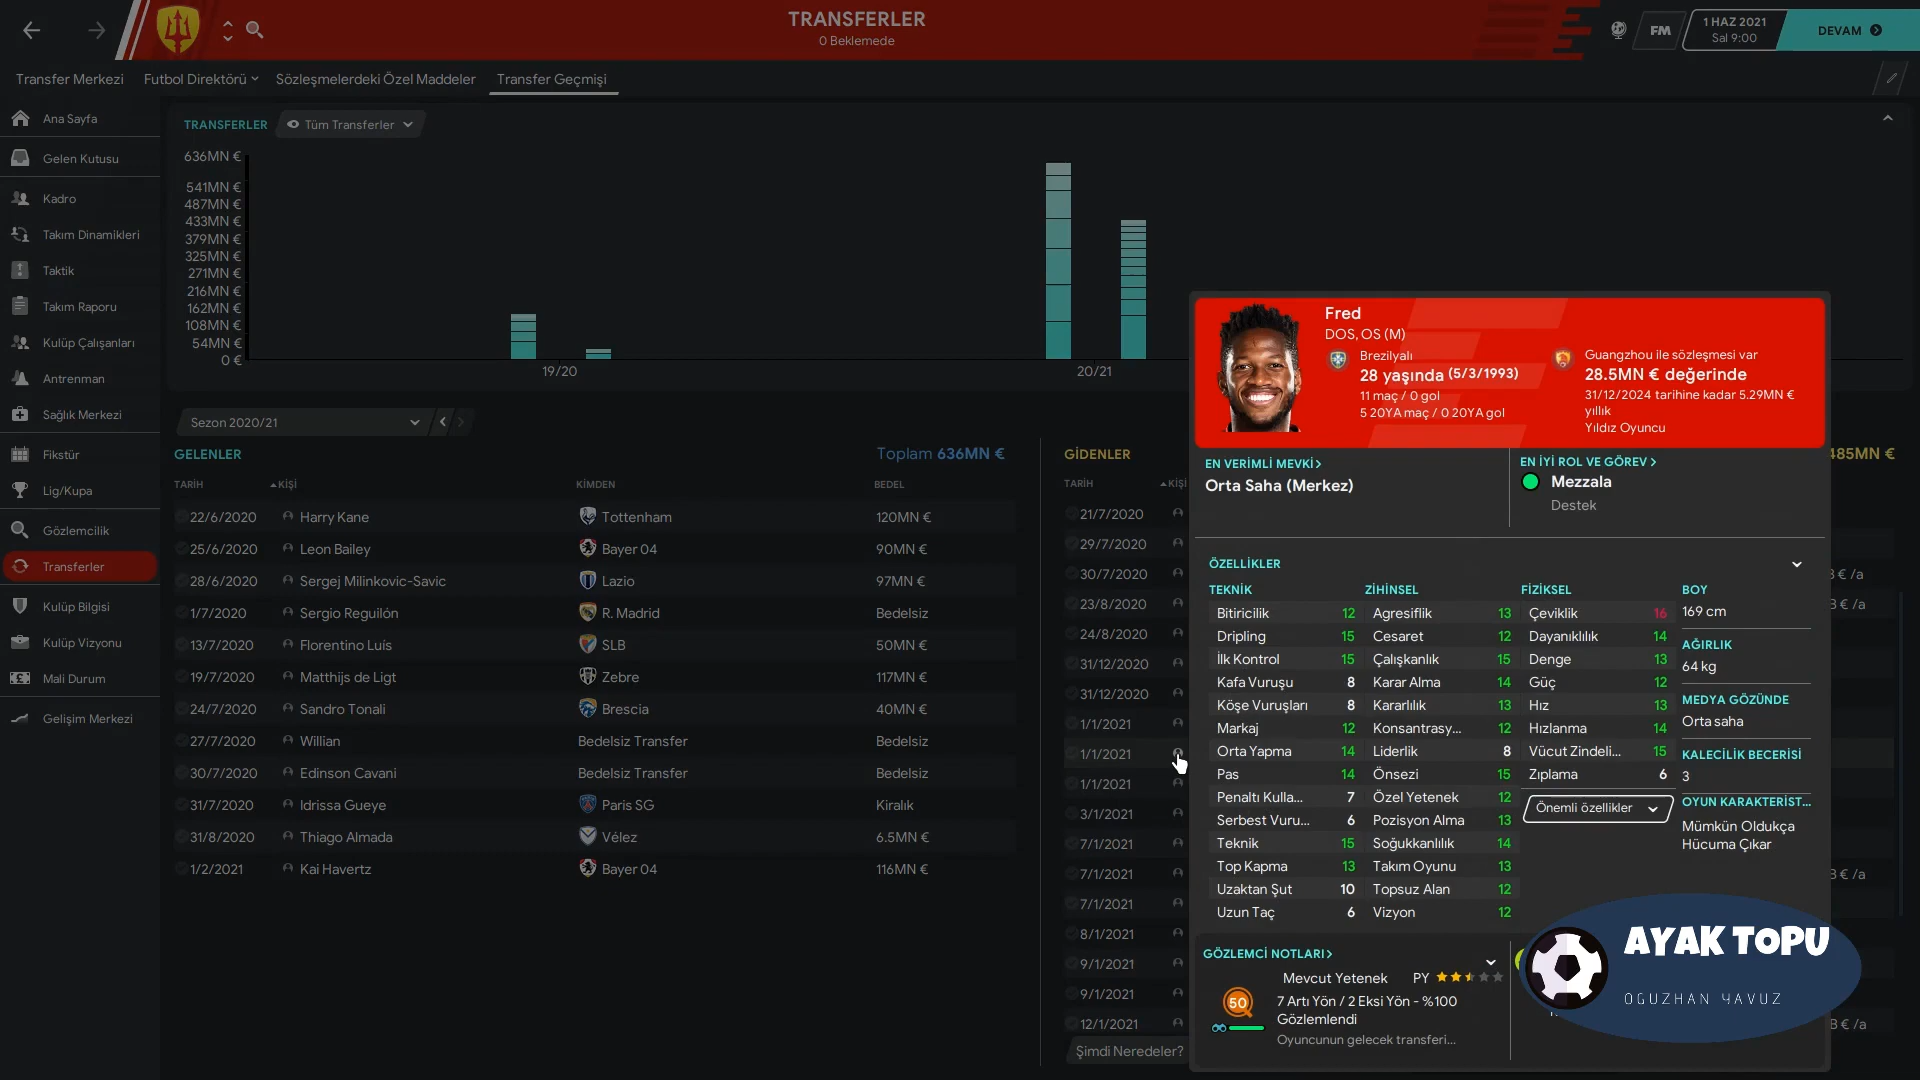 TRANSFERLER
0 Beklemede
FM
1 HAZ 2021
Sal 9:00
DEVAM
Transfer Merkezi
Futbol Direktörü
Sözleşmelerdeki Özel Maddeler
Transfer Geçmişi
Ana Sayfa
Gelen Kutusu
Kadro
Takım Dinamikleri
Taktik
Takım Raporu
Kulüp Çalışanları
Antrenman
Sağlık Merkezi
Fikstür
Lig/Kupa
Gözlemcilik
Transferler
Kulüp Bilgisi
Kulüp Vizyonu
Mali Durum
Gelişim Merkezi
TRANSFERLER
Tüm Transferler
636MN €
541MN €
487MN €
433MN €
379MN €
325MN €
271MN €
216MN €
162MN €
108MN €
54MN €
0 €
19/20
20/21
Sezon 2020/21
GELENLER
Toplam 636MN €
TARİH KİŞİ KİMDEN BEDEL
22/6/2020 Harry Kane Tottenham 120MN €
25/6/2020 Leon Bailey Bayer 04 90MN €
28/6/2020 Sergej Milinkovic-Savic Lazio 97MN €
1/7/2020 Sergio Reguilón R. Madrid Bedelsiz
13/7/2020 Florentino Luís SLB 50MN €
19/7/2020 Matthijs de Ligt Zebre 117MN €
24/7/2020 Sandro Tonali Brescia 40MN €
27/7/2020 Willian Bedelsiz Transfer Bedelsiz
30/7/2020 Edinson Cavani Bedelsiz Transfer Bedelsiz
31/7/2020 Idrissa Gueye Paris SG Kiralık
31/8/2020 Thiago Almada Vélez 6.5MN €
1/2/2021 Kai Havertz Bayer 04 116MN €
GİDENLER
485MN €
TARİH KİŞİ
21/7/2020
29/7/2020
30/7/2020
23/8/2020
24/8/2020
31/12/2020
31/12/2020
1/1/2021
1/1/2021
1/1/2021
3/1/2021
7/1/2021
7/1/2021
7/1/2021
8/1/2021
9/1/2021
9/1/2021
12/1/2021
Şimdi Neredeler?
Fred
DOS, OS (M)
Brezilyalı
28 yaşında (5/3/1993)
11 maç / 0 gol
5 20YA maç / 0 20YA gol
Guangzhou ile sözleşmesi var
28.5MN € değerinde
31/12/2024 tarihine kadar 5.29MN €
yıllık
Yıldız Oyuncu
EN VERİMLİ MEVKİ>
Orta Saha (Merkez)
EN İYİ ROL VE GÖREV >
Mezzala
Destek
ÖZELLİKLER
TEKNİK
Bitiricilik 12
Dripling 15
İlk Kontrol 15
Kafa Vuruşu 8
Köşe Vuruşları 8
Markaj 12
Orta Yapma 14
Pas 14
Penaltı Kulla... 7
Serbest Vuru... 6
Teknik 15
Top Kapma 13
Uzaktan Şut 10
Uzun Taç 6
ZİHİNSEL
Agresiflik 13
Cesaret 12
Çalışkanlık 15
Karar Alma 14
Kararlılık 13
Konsantrasy... 12
Liderlik 8
Önsezi 15
Özel Yetenek 12
Pozisyon Alma 13
Soğukkanlılık 14
Takım Oyunu 13
Topsuz Alan 12
Vizyon 12
FİZİKSEL
Çeviklik 16
Dayanıklılık 14
Denge 13
Güç 12
Hız 13
Hızlanma 14
Vücut Zindeli... 15
Zıplama 6
Önemli özellikler
BOY
169 cm
AĞIRLIK
64 kg
MEDYA GÖZÜNDE
Orta saha
KALECİLİK BECERİSİ
3
OYUN KARAKTERİST...
Mümkün Oldukça
Hücuma Çıkar
GÖZLEMCİ NOTLARI>
Mevcut Yetenek PY
50
7 Artı Yön / 2 Eksi Yön - %100
Gözlemlendi
Oyuncunun gelecek transferi...
AYAK TOPU
OGUZHAN YAVUZ